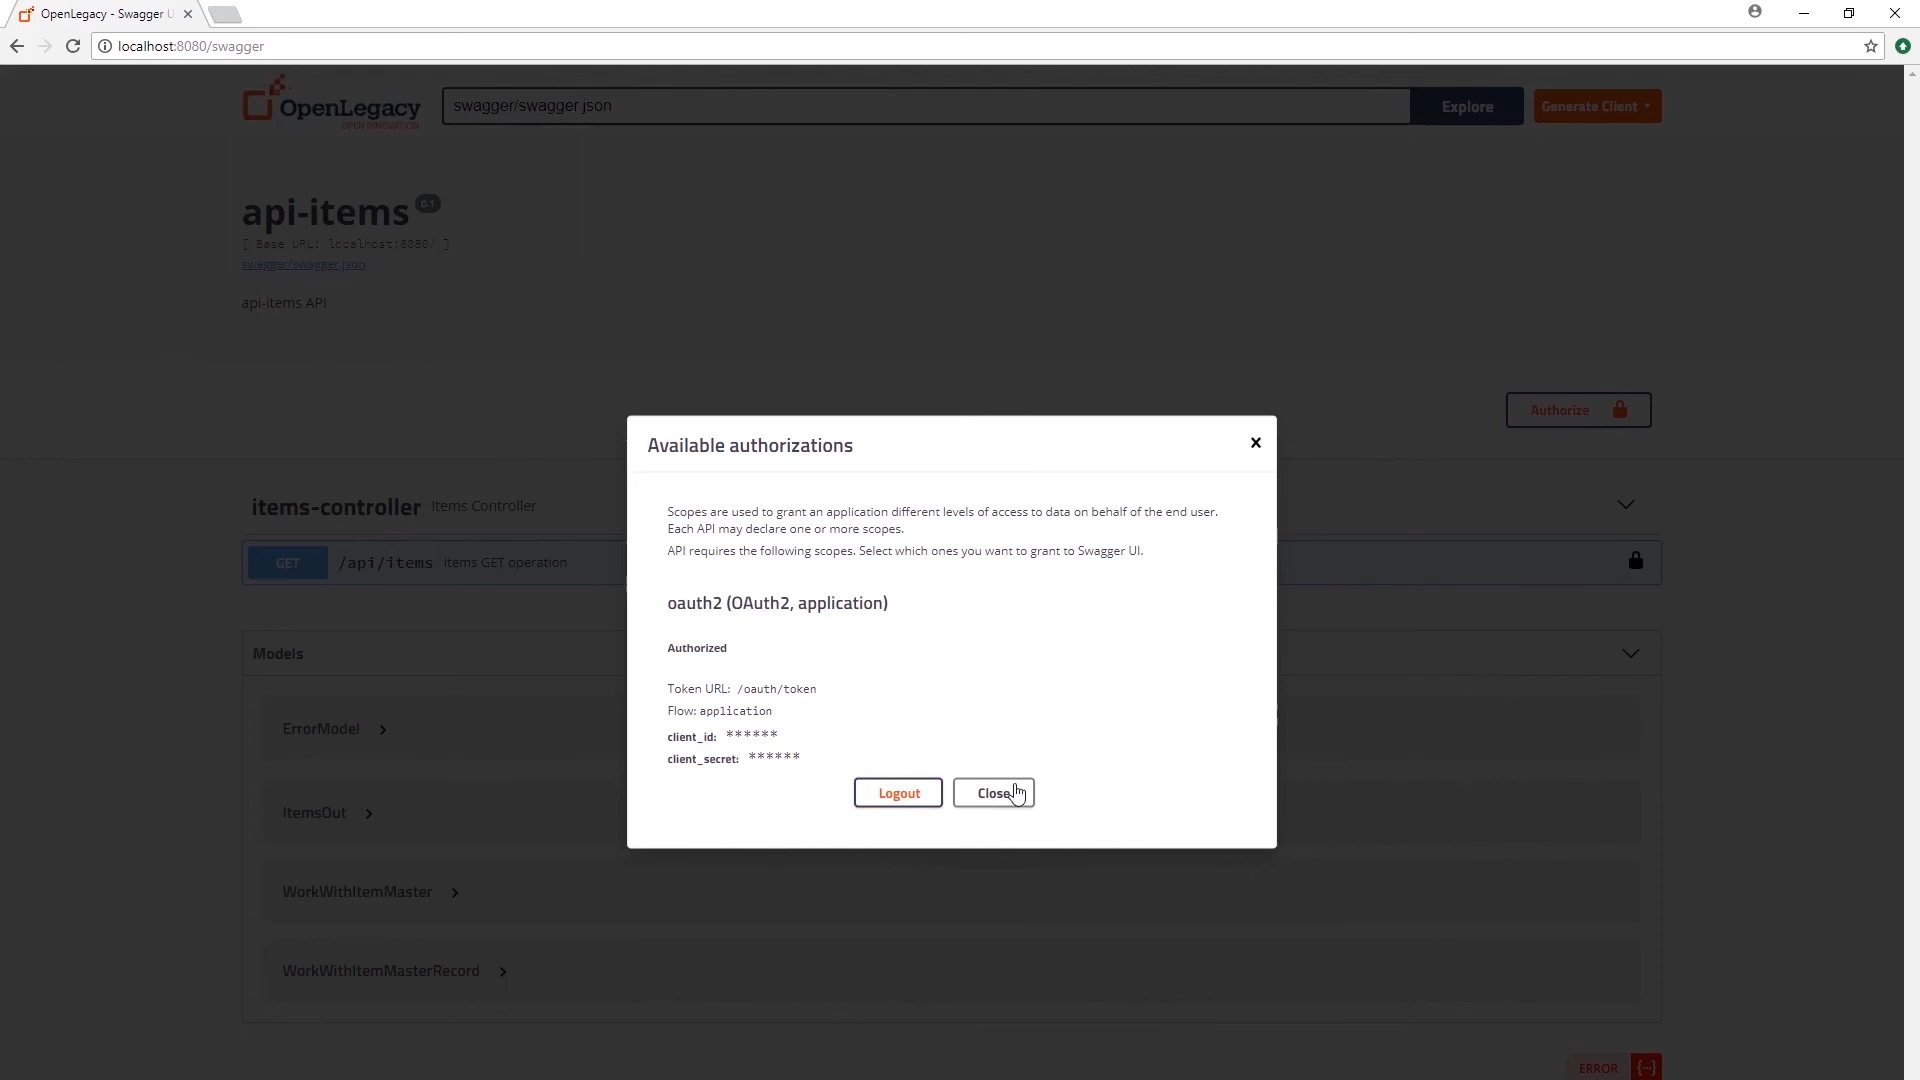 OpenLegacy - Swagger U
localhost:8080/swagger
OpenLegacy
OPEN INNOVATION
swagger/swagger.json
Explore
Generate Client
api-items 0.1
[ Base URL: localhost:8080/ ]
swagger/swagger.json
api-items API
Authorize
Available authorizations
Scopes are used to grant an application different levels of access to data on behalf of the end user.
Each API may declare one or more scopes.
API requires the following scopes. Select which ones you want to grant to Swagger UI.
oauth2 (OAuth2, application)
Authorized
Token URL: /oauth/token
Flow: application
client_id: ******
client_secret: ******
Logout
Close
items-controller Items Controller
GET /api/items Items GET operation
Models
ErrorModel
ItemsOut
WorkWithItemMaster
WorkWithItemMasterRecord
ERROR {...}